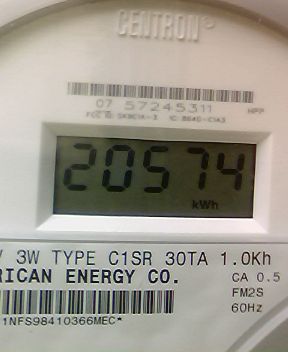 CENTRON®
07 57245311 HPP
20574
kWh
V 3W TYPE C1SR 30TA 1.0Kh
RICAN ENERGY CO. CA 0.5
FM2S
60Hz
1NFS98410366MEC*